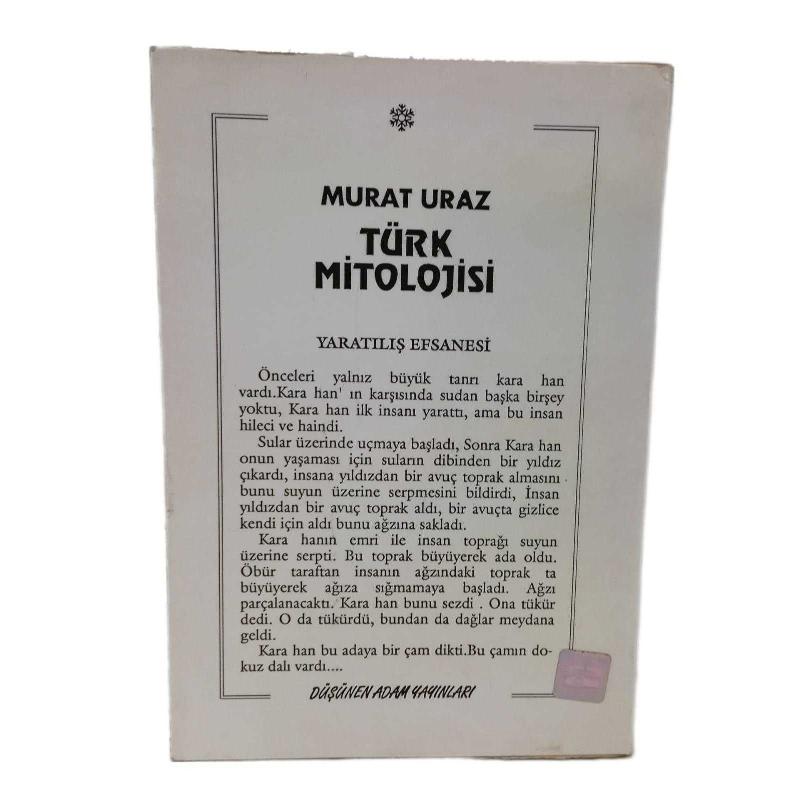 MURAT URAZ
TÜRK
MİTOLOJİSİ
YARATILIŞ EFSANESİ
Önceleri yalnız büyük tanrı kara han
vardı.Kara han' ın karşısında sudan başka birşey
yoktu, Kara han ilk insanı yarattı, ama bu insan
hileci ve haindi.
Sular üzerinde uçmaya başladı, Sonra Kara han
onun yaşaması için suların dibinden bir yıldız
çıkardı, insana yıldızdan bir avuç toprak almasını
bunu suyun üzerine serpmesini bildirdi, İnsan
yıldızdan bir avuç toprak aldı, bir avuçta gizlice
kendi için aldı bunu ağzına sakladı.
Kara hanın emri ile insan toprağı suyun
üzerine serpti. Bu toprak büyüyerek ada oldu.
Öbür taraftan insanın ağzındaki toprak ta
büyüyerek ağıza sığmamaya başladı. Ağzı
parçalanacaktı. Kara han bunu sezdi . Ona tükür
dedi. O da tükürdü, bundan da dağlar meydana
geldi.
Kara han bu adaya bir çam dikti.Bu çamın do-
kuz dalı vardı....
DÜŞÜNEN ADAM YAYINLARI